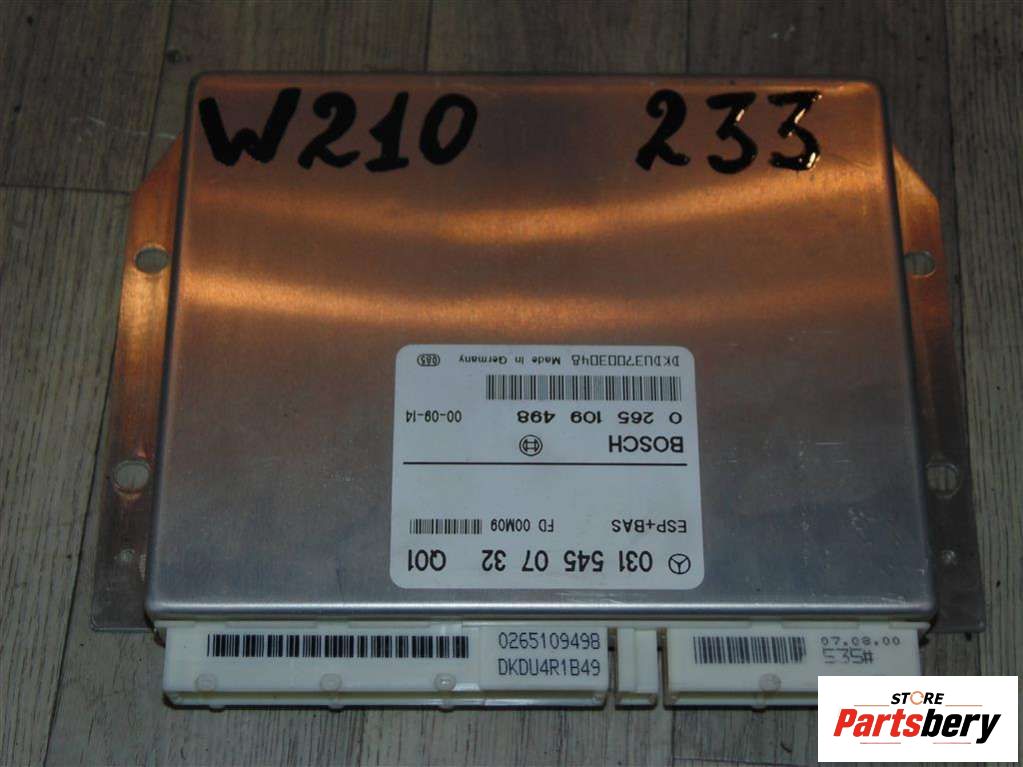 W210 233
031 545 07 32 Q01
ESP+BAS FD 00M09
BOSCH
0 265 109 498 00-09-14
DKDU37003048 Made in Germany 085
0265109498
DKDU4R1B49
07.08.00
535#
STORE
Partsbery